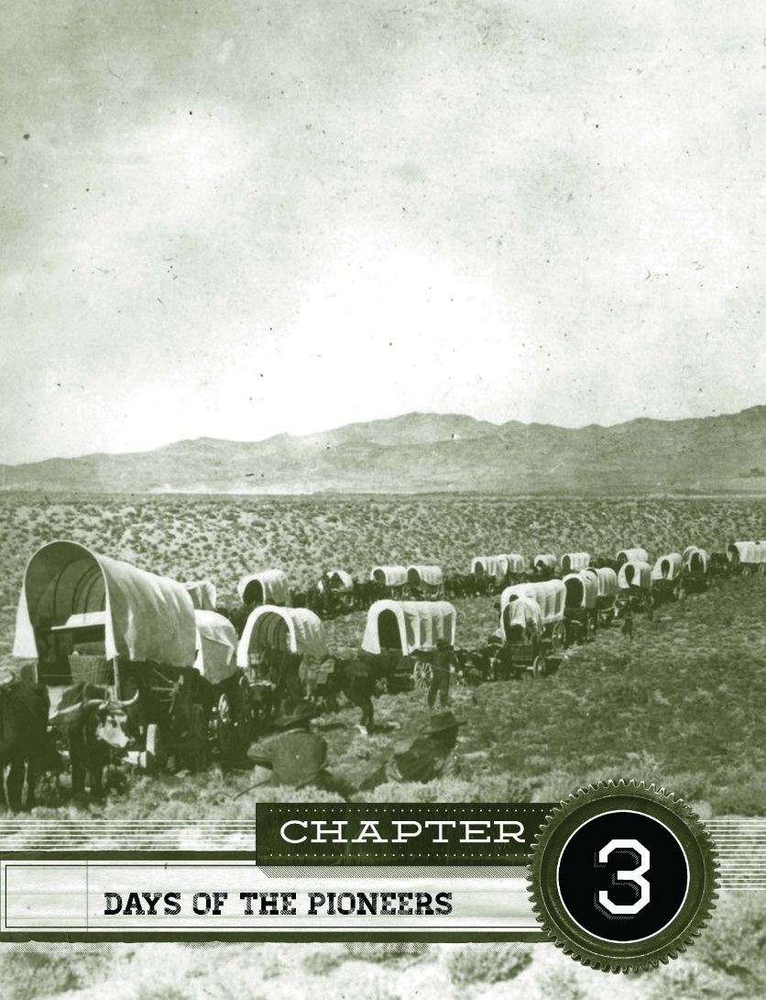 CHAPTER
3
DAYS OF THE PIONEERS